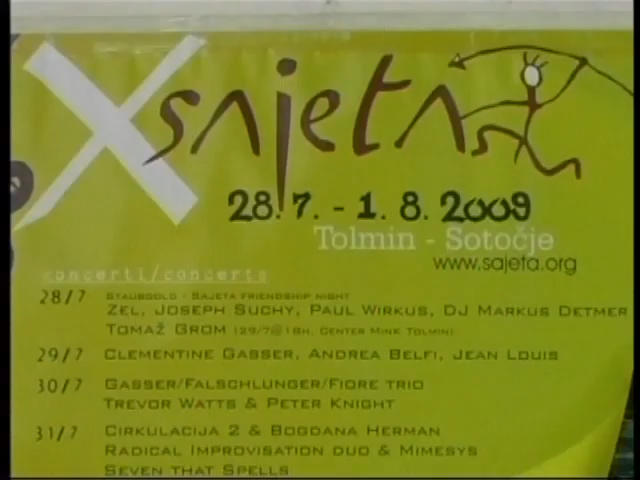 X sajeta
28. 7. - 1. 8. 2009
Tolmin - Sotočje
www.sajeta.org
concerti/concerts
28/7 STAUBGOLD - SAJETA FRIENDSHIP NIGHT
ZEL, JOSEPH SUCHY, PAUL WIRKUS, DJ MARKUS DETMER
TOMAŽ GROM (29/7@18H, CENTER MINK TOLMIN)
29/7 CLEMENTINE GASSER, ANDREA BELFI, JEAN LOUIS
30/7 GASSER/FALSCHLUNGER/FIORE TRIO
TREVOR WATTS & PETER KNIGHT
31/7 CIRKULACIJA 2 & BOGDANA HERMAN
RADICAL IMPROVISATION DUO & MIMESYS
SEVEN THAT SPELLS